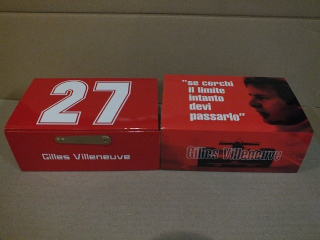 27
Gilles Villeneuve
"se cerchi
il limite
intanto
devi
passarlo"
Gilles Villeneuve